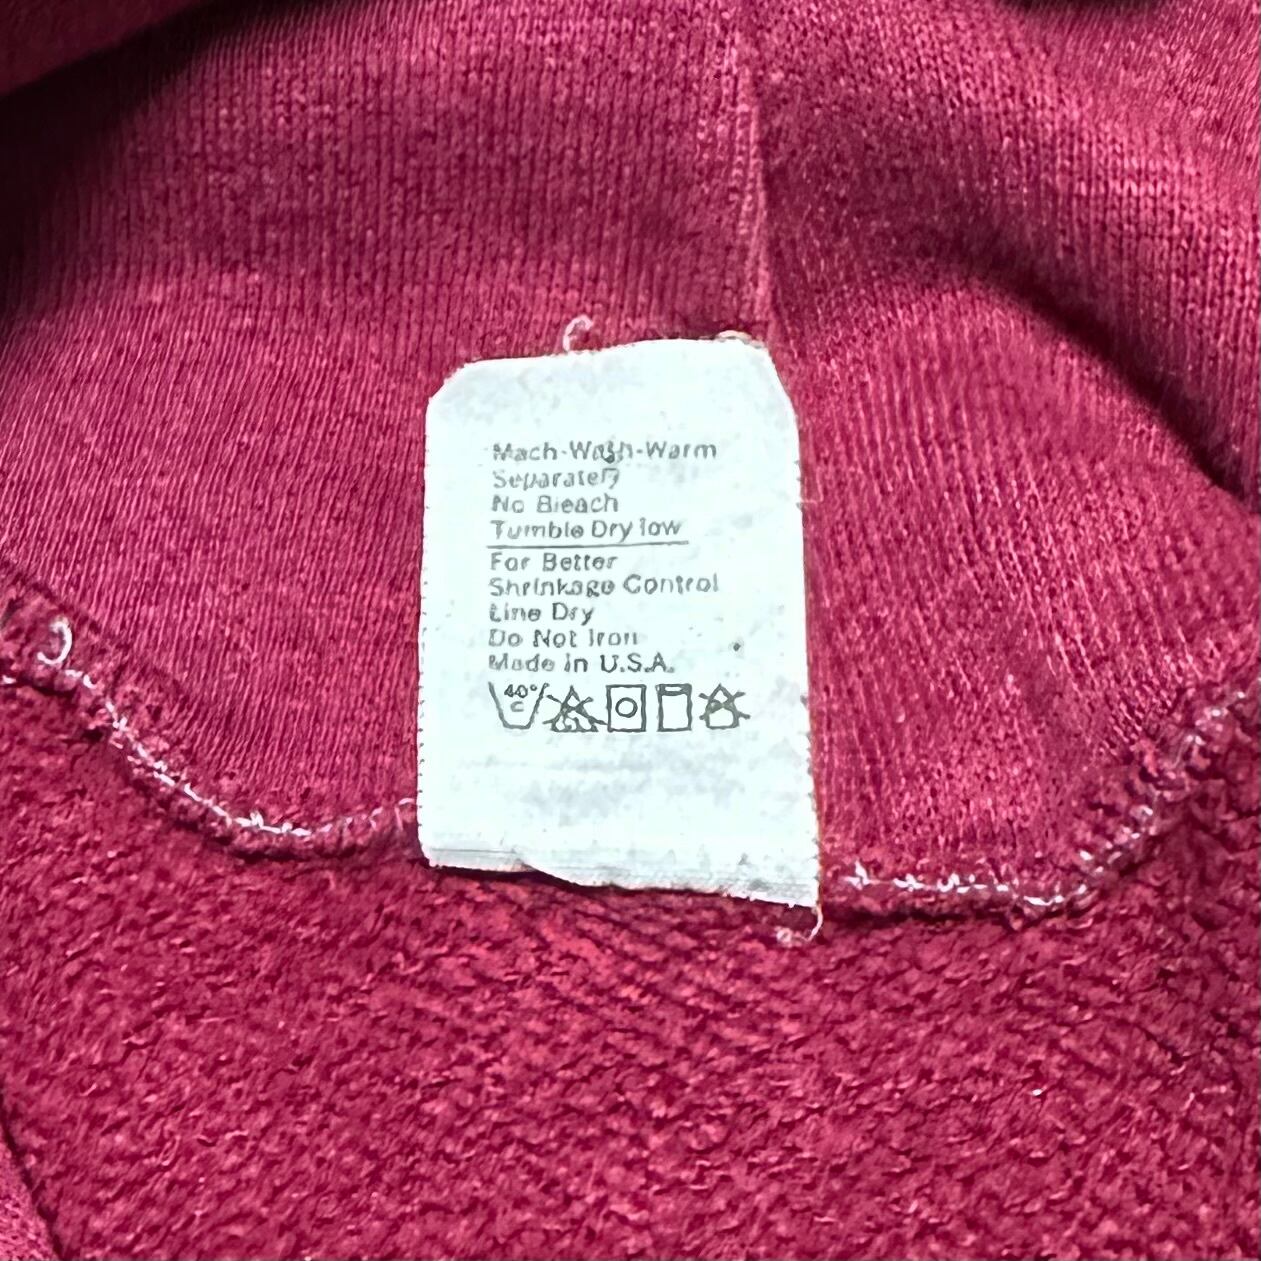 Mach-Wash-Warm
Separately
No Bleach
Tumble Dry low
For Better
Shrinkage Control
Line Dry
Do Not Iron
Made in U.S.A.
40° C